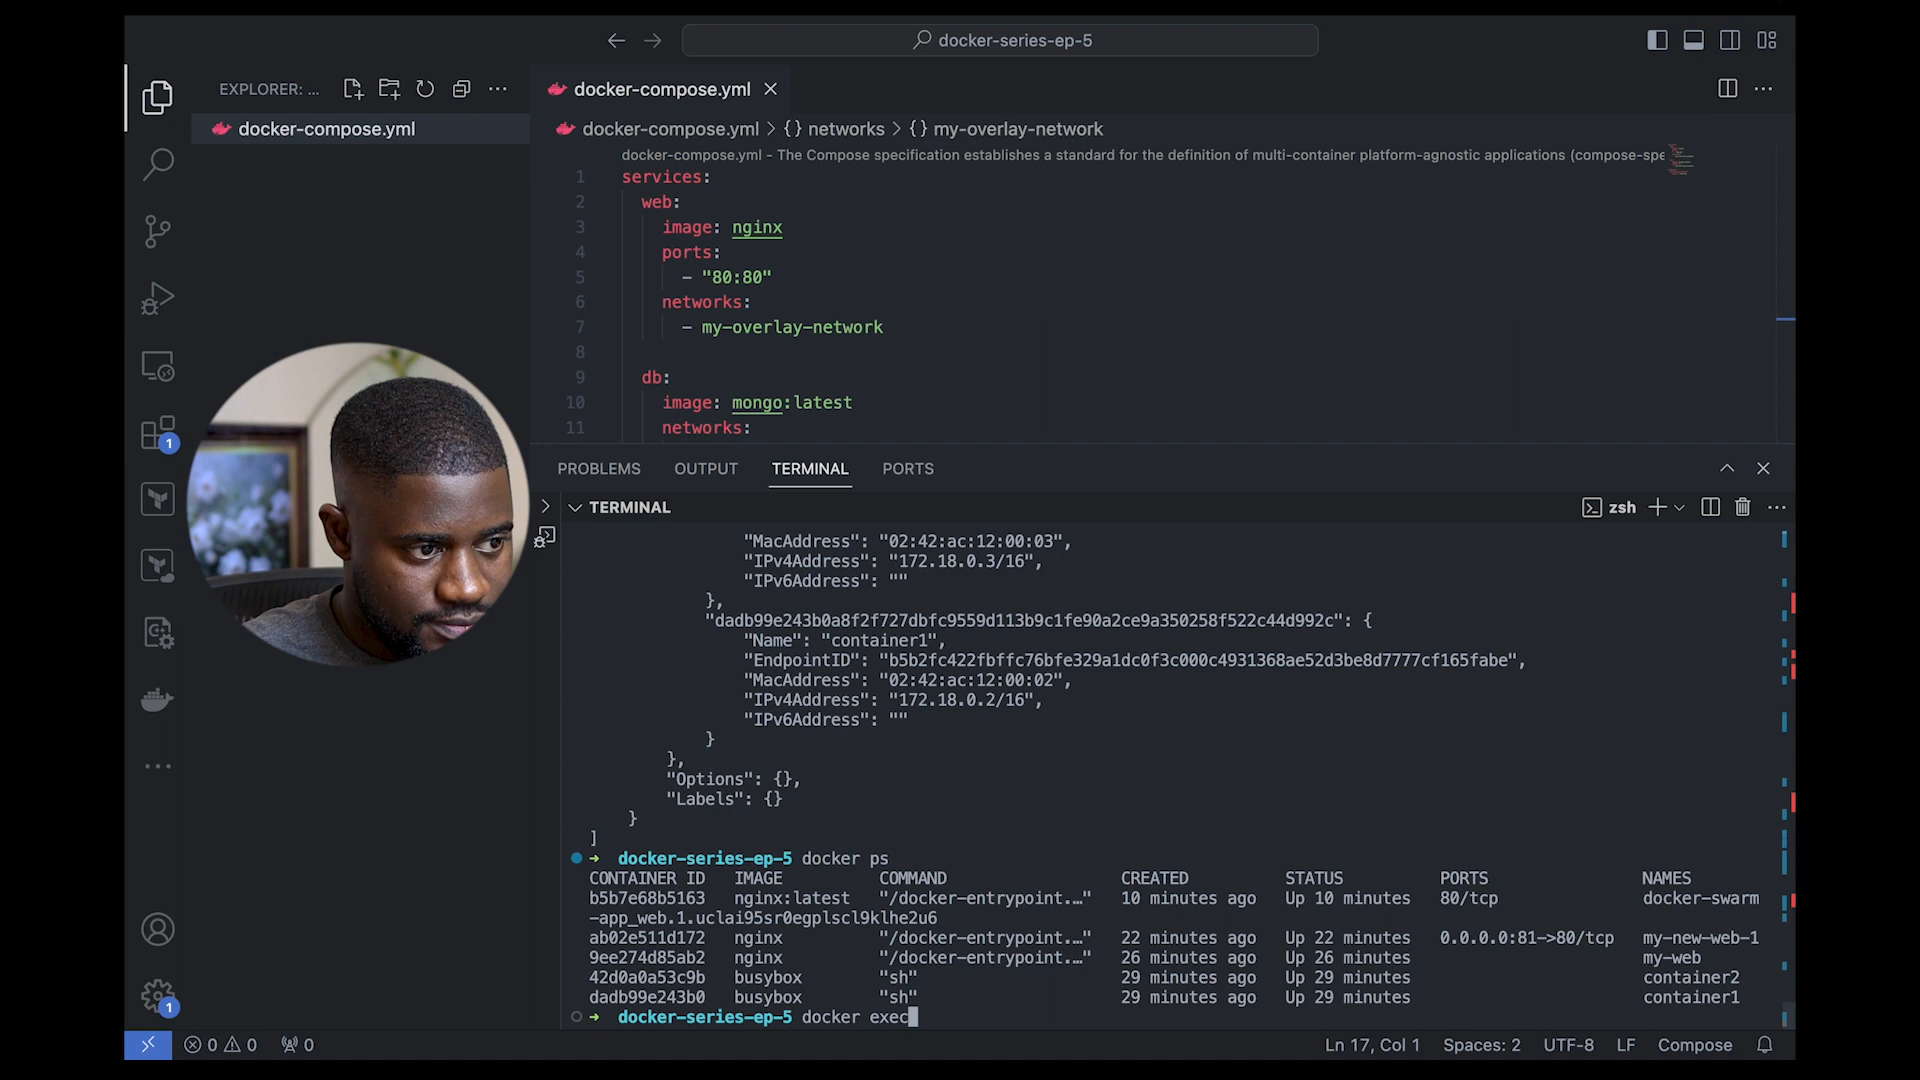 docker-series-ep-5
EXPLORER: ...
docker-compose.yml
docker-compose.yml
docker-compose.yml > {} networks > {} my-overlay-network
docker-compose.yml - The Compose specification establishes a standard for the definition of multi-container platform-agnostic applications (compose-spe
1 services:
2 web:
3 image: nginx
4 ports:
5 - "80:80"
6 networks:
7 - my-overlay-network
8
9 db:
10 image: mongo:latest
11 networks:
1
PROBLEMS OUTPUT TERMINAL PORTS
TERMINAL
zsh
"MacAddress": "02:42:ac:12:00:03",
"IPv4Address": "172.18.0.3/16",
"IPv6Address": ""
},
"dadb99e243b0a8f2f727dbfc9559d113b9c1fe90a2ce9a350258f522c44d992c": {
"Name": "container1",
"EndpointID": "b5b2fc422fbffc76bfe329a1dc0f3c000c4931368ae52d3be8d7777cf165fabe",
"MacAddress": "02:42:ac:12:00:02",
"IPv4Address": "172.18.0.2/16",
"IPv6Address": ""
}
},
"Options": {},
"Labels": {}
}
]
➜ docker-series-ep-5 docker ps
CONTAINER ID IMAGE COMMAND CREATED STATUS PORTS NAMES
b5b7e68b5163 nginx:latest "/docker-entrypoint.…" 10 minutes ago Up 10 minutes 80/tcp docker-swarm
-app_web.1.uclai95sr0egplscl9klhe2u6
ab02e511d172 nginx "/docker-entrypoint.…" 22 minutes ago Up 22 minutes 0.0.0.0:81->80/tcp my-new-web-1
9ee274d85ab2 nginx "/docker-entrypoint.…" 26 minutes ago Up 26 minutes my-web
42d0a0a53c9b busybox "sh" 29 minutes ago Up 29 minutes container2
dadb99e243b0 busybox "sh" 29 minutes ago Up 29 minutes container1
➜ docker-series-ep-5 docker exec
1
0 0 0
Ln 17, Col 1 Spaces: 2 UTF-8 LF Compose